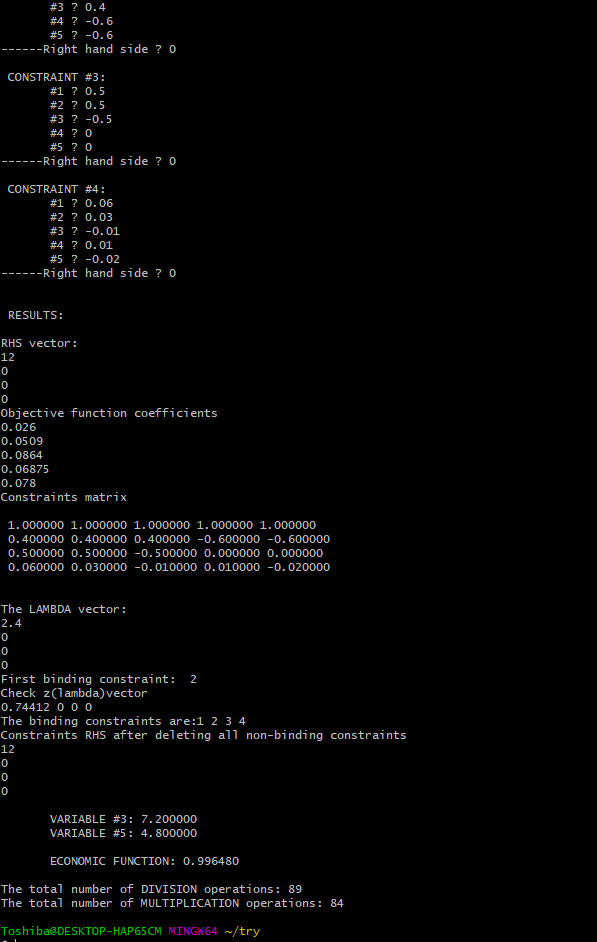 #3 ? 0.4
#4 ? -0.6
#5 ? -0.6
------Right hand side ? 0
CONSTRAINT #3:
#1 ? 0.5
#2 ? 0.5
#3 ? -0.5
#4 ? 0
#5 ? 0
------Right hand side ? 0
CONSTRAINT #4:
#1 ? 0.06
#2 ? 0.03
#3 ? -0.01
#4 ? 0.01
#5 ? -0.02
------Right hand side ? 0
RESULTS:
RHS vector:
12
0
0
0
Objective function coefficients
0.026
0.0509
0.0864
0.06875
0.078
Constraints matrix
1.000000 1.000000 1.000000 1.000000 1.000000
0.400000 0.400000 0.400000 -0.600000 -0.600000
0.500000 0.500000 -0.500000 0.000000 0.000000
0.060000 0.030000 -0.010000 0.010000 -0.020000
The LAMBDA vector:
2.4
0
0
0
First binding constraint:  2
Check z(lambda)vector
0.74412 0 0 0
The binding constraints are:1 2 3 4
Constraints RHS after deleting all non-binding constraints
12
0
0
0
VARIABLE #3: 7.200000
VARIABLE #5: 4.800000
ECONOMIC FUNCTION: 0.996480
The total number of DIVISION operations: 89
The total number of MULTIPLICATION operations: 84
Toshiba@DESKTOP-HAP65CM MINGW64 ~/try